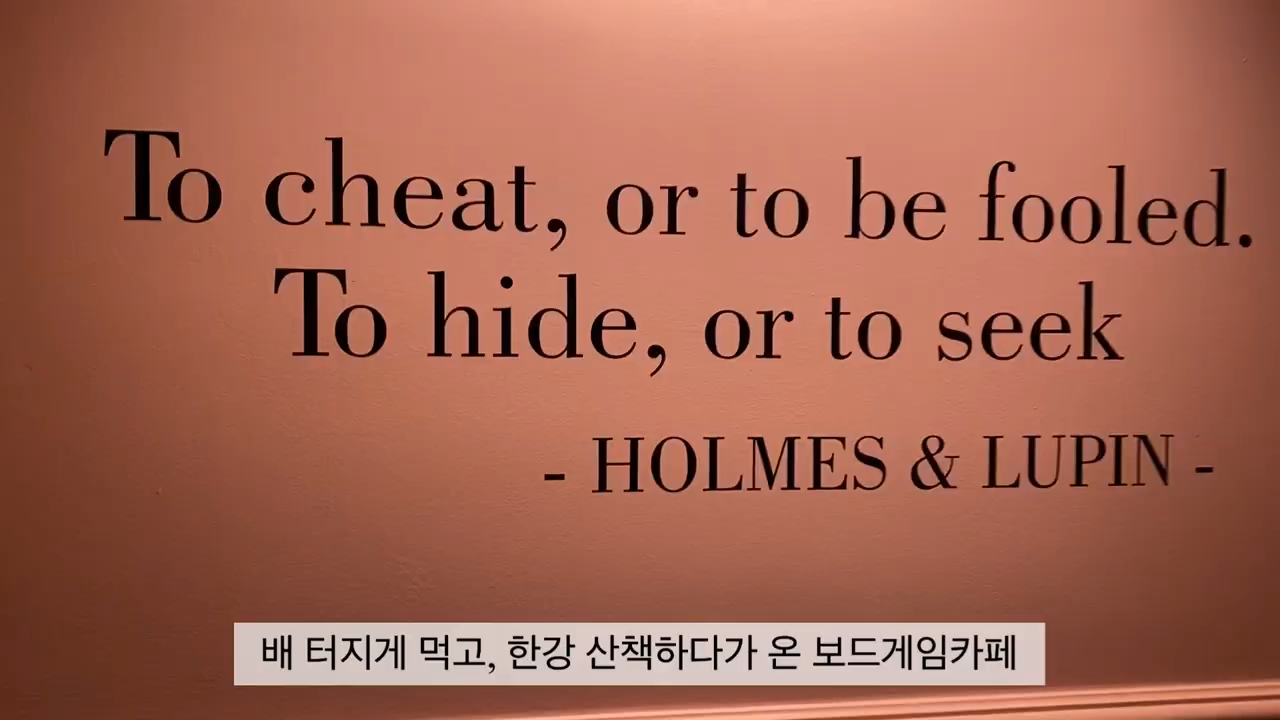 To cheat, or to be fooled.
To hide, or to seek
- HOLMES & LUPIN -
배 터지게 먹고, 한강 산책하다가 온 보드게임카페